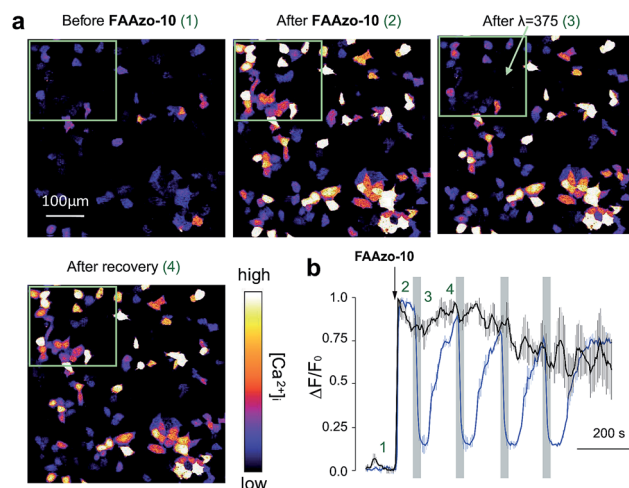 a
Before FAAzo-10 (1)
After FAAzo-10 (2)
After λ=375 (3)
100μm
After recovery (4)
high
[Ca²⁺]ᵢ
low
b
FAAzo-10
2 3 4
1
1.0
0.75
0.50
0.25
0.0
ΔF/F₀
200 s